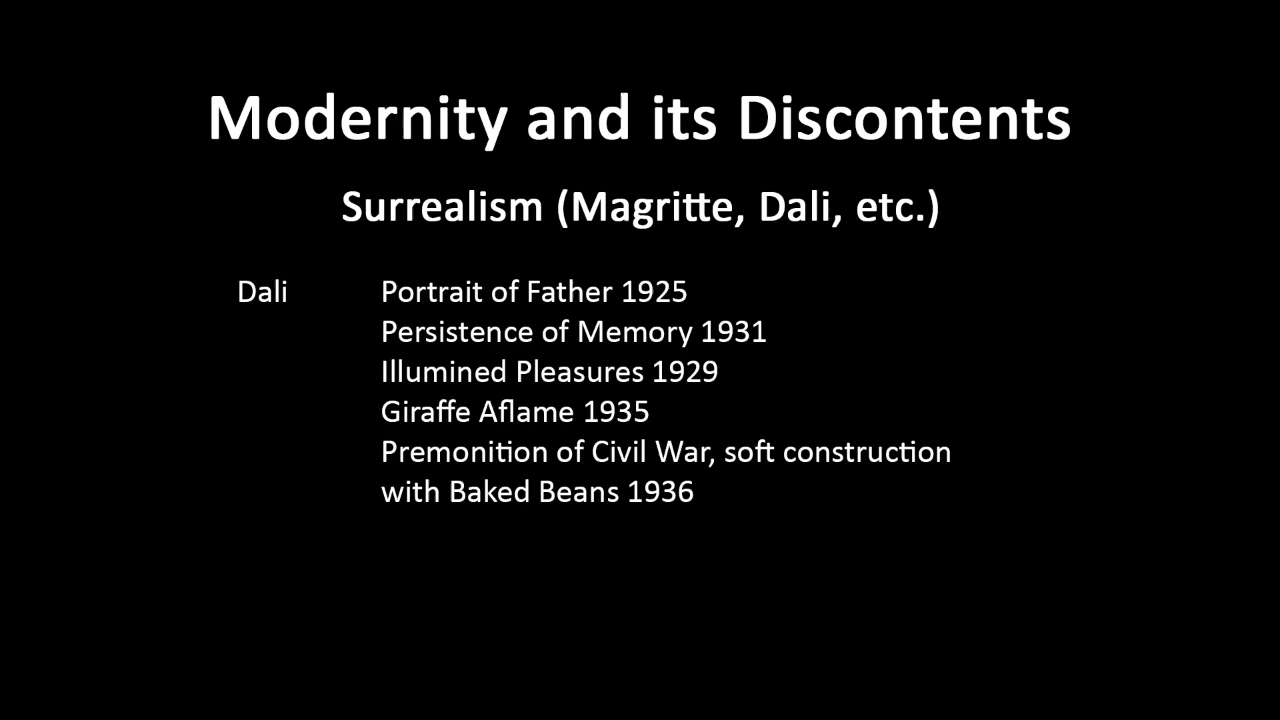 Modernity and its Discontents
Surrealism (Magritte, Dali, etc.)
Dali Portrait of Father 1925
Persistence of Memory 1931
Illumined Pleasures 1929
Giraffe Aflame 1935
Premonition of Civil War, soft construction
with Baked Beans 1936